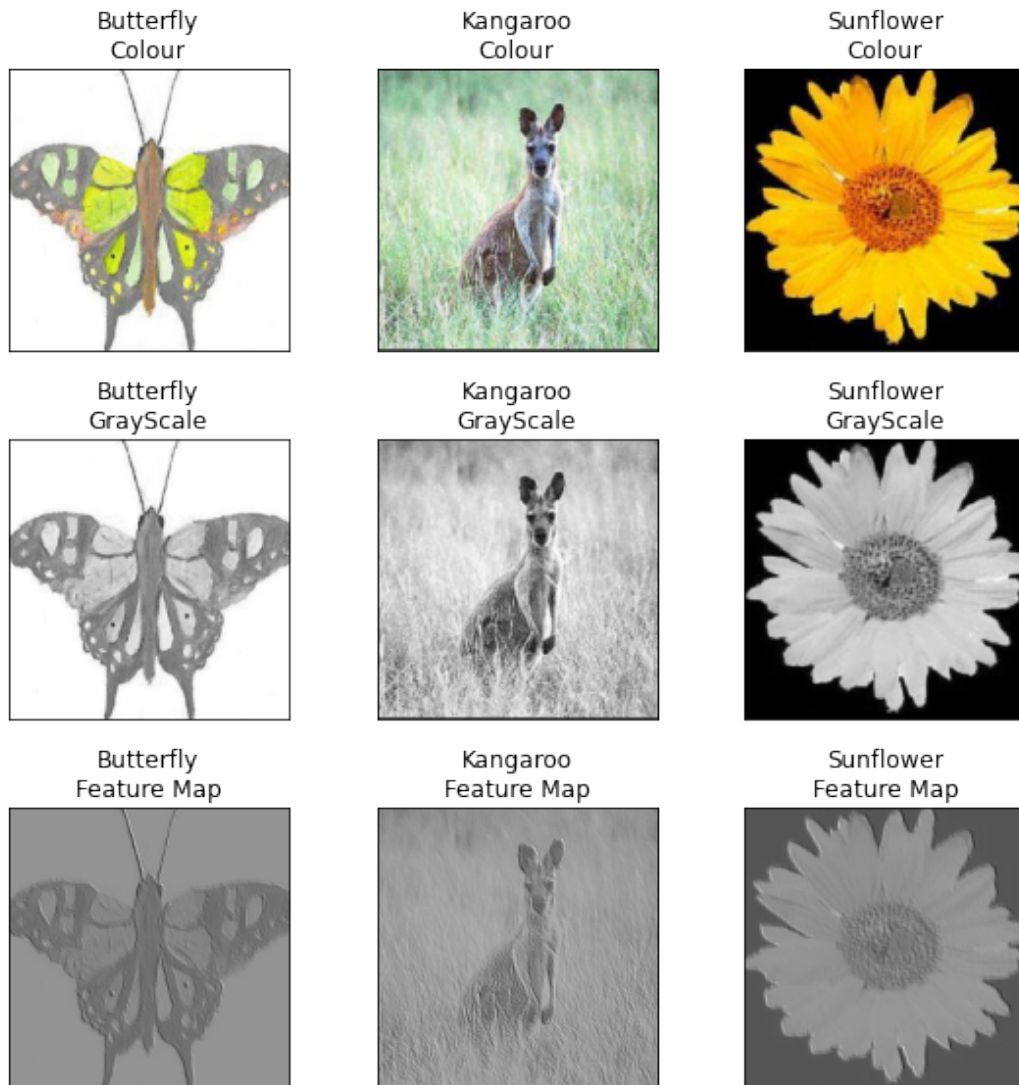 Butterfly
Colour
Kangaroo
Colour
Sunflower
Colour
Butterfly
GrayScale
Kangaroo
GrayScale
Sunflower
GrayScale
Butterfly
Feature Map
Kangaroo
Feature Map
Sunflower
Feature Map